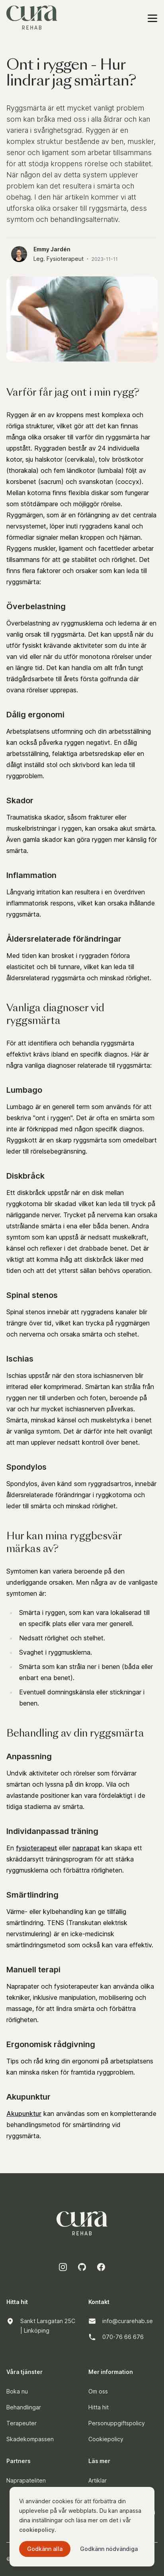 cura
REHAB
Ont i ryggen - Hur
lindrar jag smärtan?
Ryggsmärta är ett mycket vanligt problem
som kan bråka med oss i alla åldrar och kan
variera i svårighetsgrad. Ryggen är en
komplex struktur bestående av ben, muskler,
senor och ligament som arbetar tillsammans
för att stödja kroppens rörelse och stabilitet.
När någon del av detta system upplever
problem kan det resultera i smärta och
obehag. I den här artikeln kommer vi att
utforska olika orsaker till ryggsmärta, dess
symtom och behandlingsalternativ.
Emmy Jardén
Leg. Fysioterapeut · 2023-11-11
Varför får jag ont i min rygg?
Ryggen är en av kroppens mest komplexa och
rörliga strukturer, vilket gör att det kan finnas
många olika orsaker till varför din ryggsmärta har
uppstått. Ryggraden består av 24 individuella
kotor, sju halskotor (cervikala), tolv bröstkotor
(thorakala) och fem ländkotor (lumbala) följt av
korsbenet (sacrum) och svanskotan (coccyx).
Mellan kotorna finns flexibla diskar som fungerar
som stötdämpare och möjliggör rörelse.
Ryggmärgen, som är en förlängning av det centrala
nervsystemet, löper inuti ryggradens kanal och
förmedlar signaler mellan kroppen och hjärnan.
Ryggens muskler, ligament och facettleder arbetar
tillsammans för att ge stabilitet och rörlighet. Det
finns flera faktorer och orsaker som kan leda till
ryggsmärta:
Överbelastning
Överbelastning av ryggmusklerna och lederna är en
vanlig orsak till ryggsmärta. Det kan uppstå när du
utför fysiskt krävande aktiviteter som du inte är
van vid eller när du utför monotona rörelser under
en längre tid. Det kan handla om allt från tungt
trädgårdsarbete till årets första golfrunda där
ovana rörelser upprepas.
Dålig ergonomi
Arbetsplatsens utformning och din arbetsställning
kan också påverka ryggen negativt. En dålig
arbetsställning, felaktiga arbetsredskap eller en
dåligt inställd stol och skrivbord kan leda till
ryggproblem.
Skador
Traumatiska skador, såsom frakturer eller
muskelbristningar i ryggen, kan orsaka akut smärta.
Även gamla skador kan göra ryggen mer känslig för
smärta.
Inflammation
Långvarig irritation kan resultera i en överdriven
inflammatorisk respons, vilket kan orsaka ihållande
ryggsmärta.
Åldersrelaterade förändringar
Med tiden kan brosket i ryggraden förlora
elasticitet och bli tunnare, vilket kan leda till
åldersrelaterad ryggsmärta och minskad rörlighet.
Vanliga diagnoser vid
ryggsmärta
För att identifiera och behandla ryggsmärta
effektivt krävs ibland en specifik diagnos. Här är
några vanliga diagnoser relaterade till ryggsmärta:
Lumbago
Lumbago är en generell term som används för att
beskriva "ont i ryggen". Det är ofta en smärta som
inte är förknippad med någon specifik diagnos.
Ryggskott är en akut ryggsmärta som omedelbart
leder till rörelsebegränsning.
Diskbråck
Ett diskbråck uppstår när en disk mellan
ryggkotorna blir skadad vilket kan leda till tryck på
närliggande nerver. Trycket på nerverna kan orsaka
utstrålande smärta i ena eller båda benen. Andra
symtom som kan uppstå är nedsatt muskelkraft,
känsel och reflexer i det drabbade benet. Det är
viktigt att komma ihåg att diskbråck läker med
tiden och att det ytterst sällan behövs operation.
Spinal stenos
Spinal stenos innebär att ryggradens kanaler blir
trängre över tid, vilket kan trycka på ryggmärgen
och nerverna och orsaka smärta och stelhet.
Ischias
Ischias uppstår när den stora ischiasnerven blir
irriterad eller komprimerad. Smärtan kan stråla från
ryggen ner till underben och foten, beroende på
var och hur mycket ischiasnerven påverkas.
Smärta, minskad känsel och muskelstyrka i benet
är vanliga symtom. Det är därför inte helt ovanligt
att man upplever nedsatt kontroll över benet.
Spondylos
Spondylos, även känd som ryggradsartros, innebär
åldersrelaterade förändringar i ryggkotorna och
leder till smärta och minskad rörlighet.
Hur kan mina ryggbesvär
märkas av?
Symtomen kan variera beroende på den
underliggande orsaken. Men några av de vanligaste
symtomen är:
Smärta i ryggen, som kan vara lokaliserad till
en specifik plats eller vara mer generell.
Nedsatt rörlighet och stelhet.
Svaghet i ryggmusklerna.
Smärta som kan stråla ner i benen (båda eller
enbart ena benet).
Eventuell domningskänsla eller stickningar i
benen.
Behandling av din ryggsmärta
Anpassning
Undvik aktiviteter och rörelser som förvärrar
smärtan och lyssna på din kropp. Vila och
avlastande positioner kan vara fördelaktigt i de
tidiga stadierna av smärta.
Individanpassad träning
En fysioterapeut eller naprapat kan skapa ett
skräddarsytt träningsprogram för att stärka
ryggmusklerna och förbättra rörligheten.
Smärtlindring
Värme- eller kylbehandling kan ge tillfällig
smärtlindring. TENS (Transkutan elektrisk
nervstimulering) är en icke-medicinsk
smärtlindringsmetod som också kan vara effektiv.
Manuell terapi
Naprapater och fysioterapeuter kan använda olika
tekniker, inklusive manipulation, mobilisering och
massage, för att lindra smärta och förbättra
rörligheten.
Ergonomisk rådgivning
Tips och råd kring din ergonomi på arbetsplatsens
kan minska risken för framtida ryggproblem.
Akupunktur
Akupunktur kan användas som en kompletterande
behandlingsmetod för smärtlindring vid
ryggsmärta.
cura
REHAB
Hitta hit
Kontakt
Sankt Larsgatan 25C
| Linköping
info@curarehab.se
070-76 66 676
Våra tjänster
Mer information
Boka nu
Om oss
Behandlingar
Hitta hit
Terapeuter
Personuppgiftspolicy
Skadekompassen
Cookiepolicy
Partners
Läs mer
Naprapateliten
Artiklar
Vi använder cookies för att förbättra din
upplevelse på vår webbplats. Du kan anpassa
dina inställningar och läsa mer i vår
cookiepolicy.
Godkänn alla
Godkänn nödvändiga